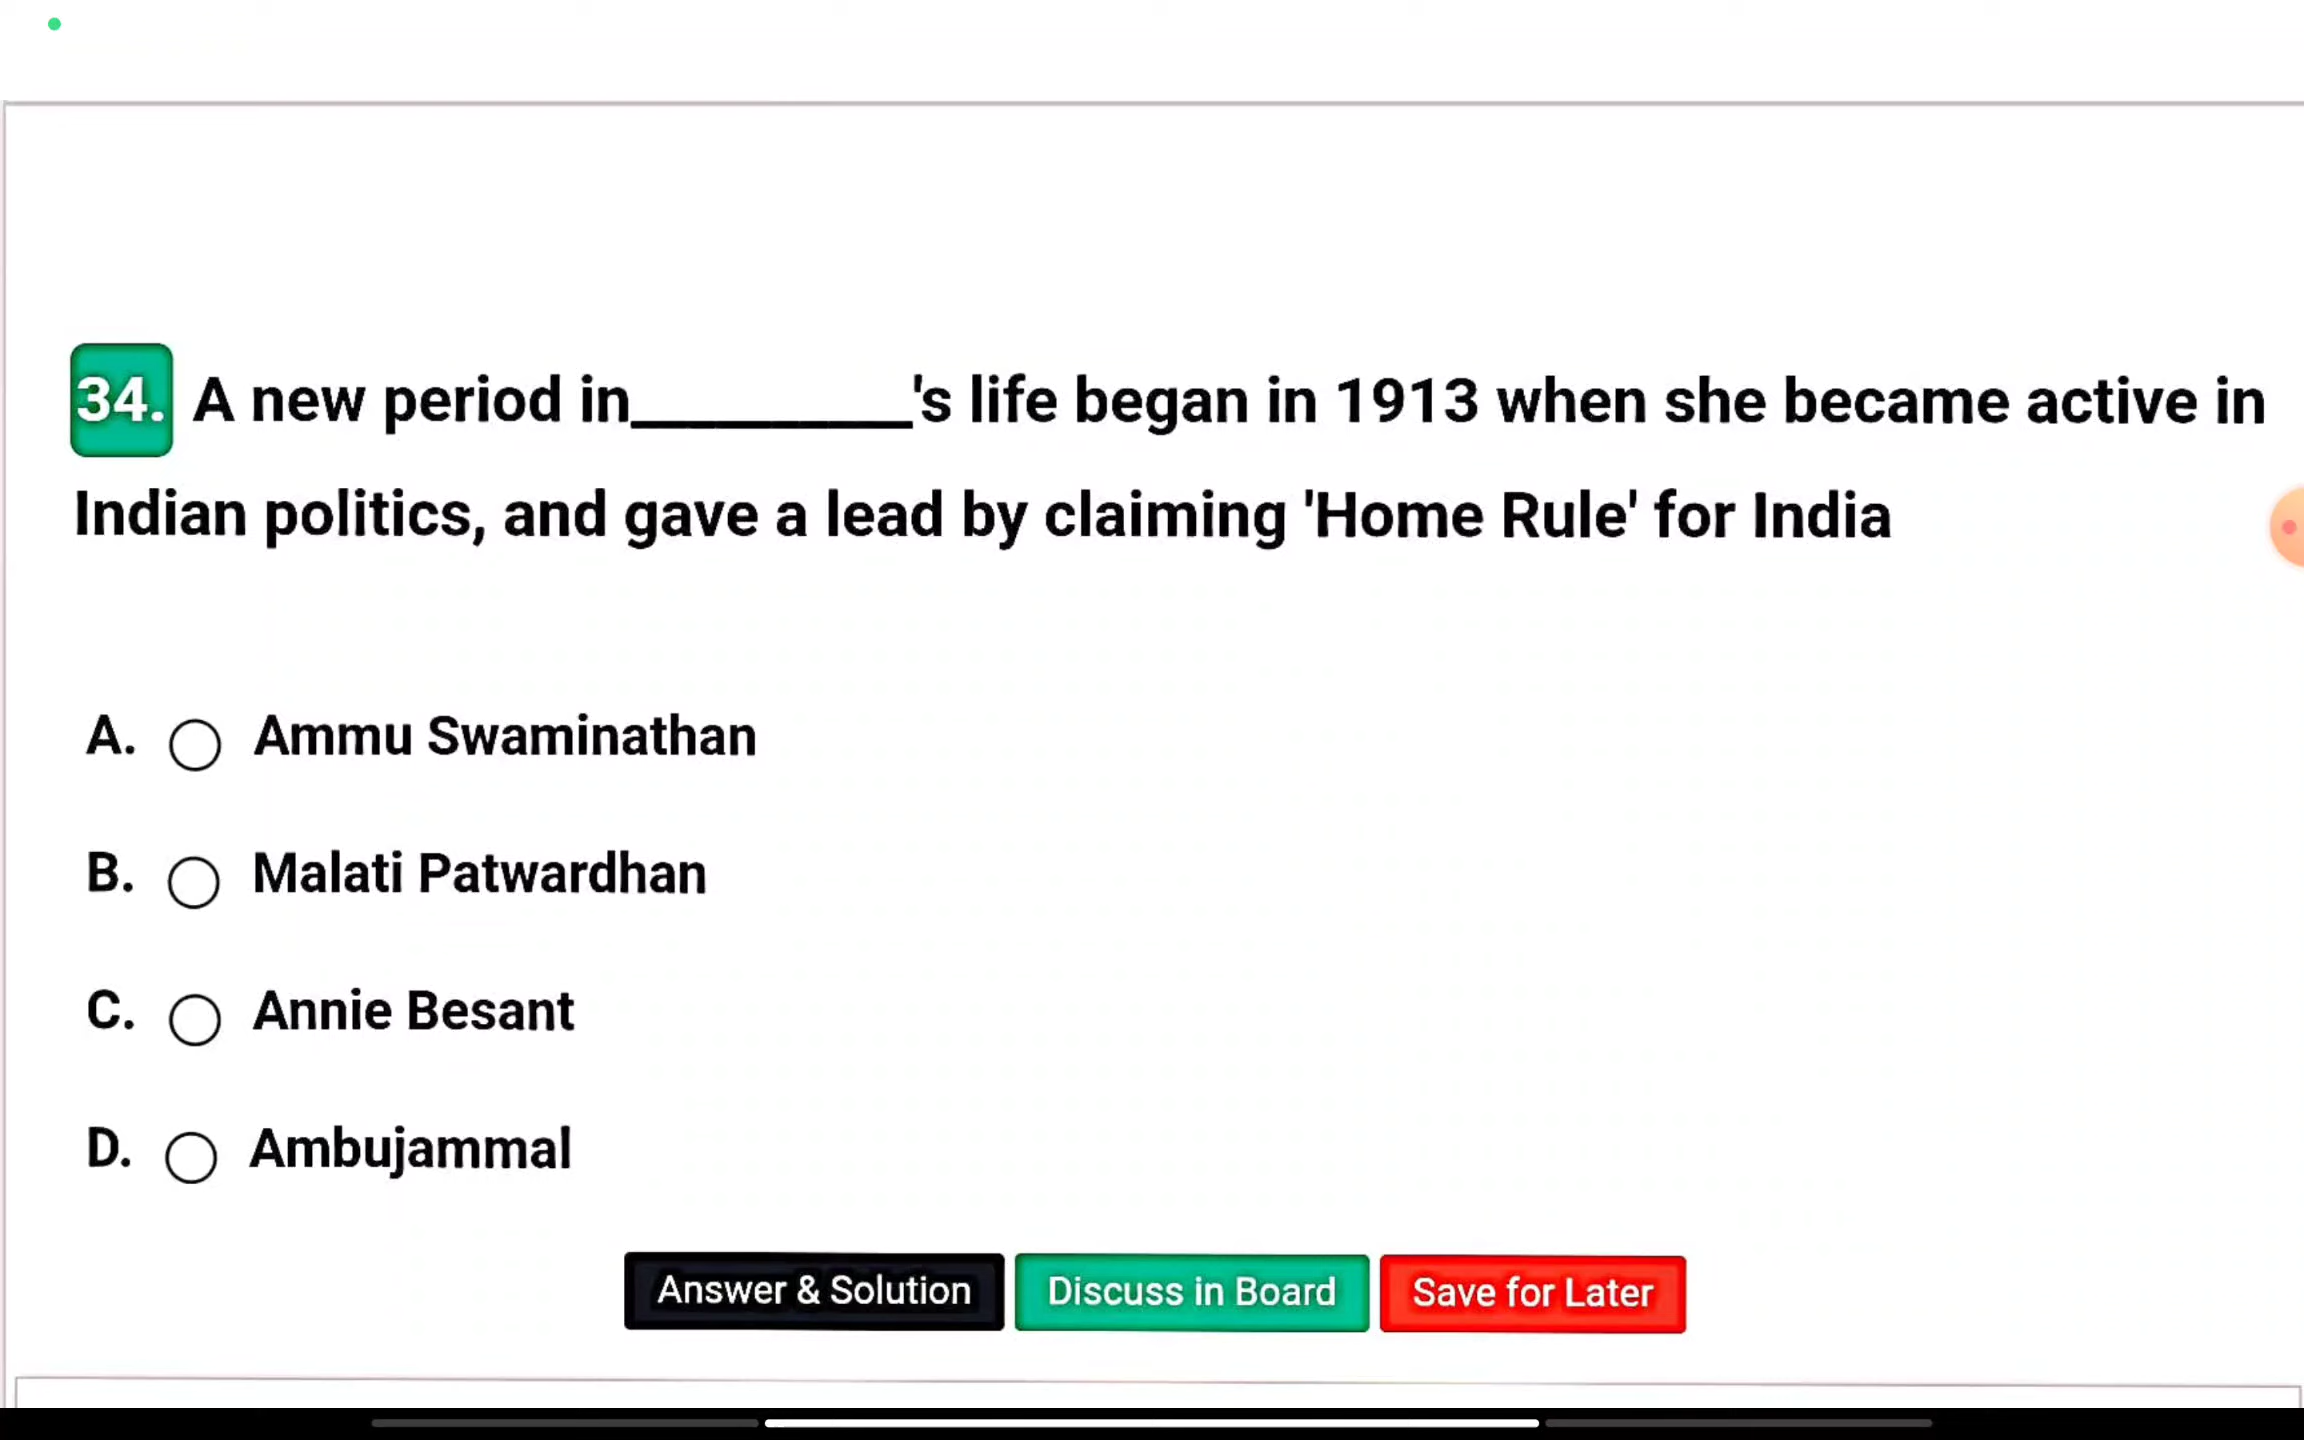 34. A new period in_________'s life began in 1913 when she became active in
Indian politics, and gave a lead by claiming 'Home Rule' for India
A. Ammu Swaminathan
B. Malati Patwardhan
C. Annie Besant
D. Ambujammal
Answer & Solution Discuss in Board Save for Later